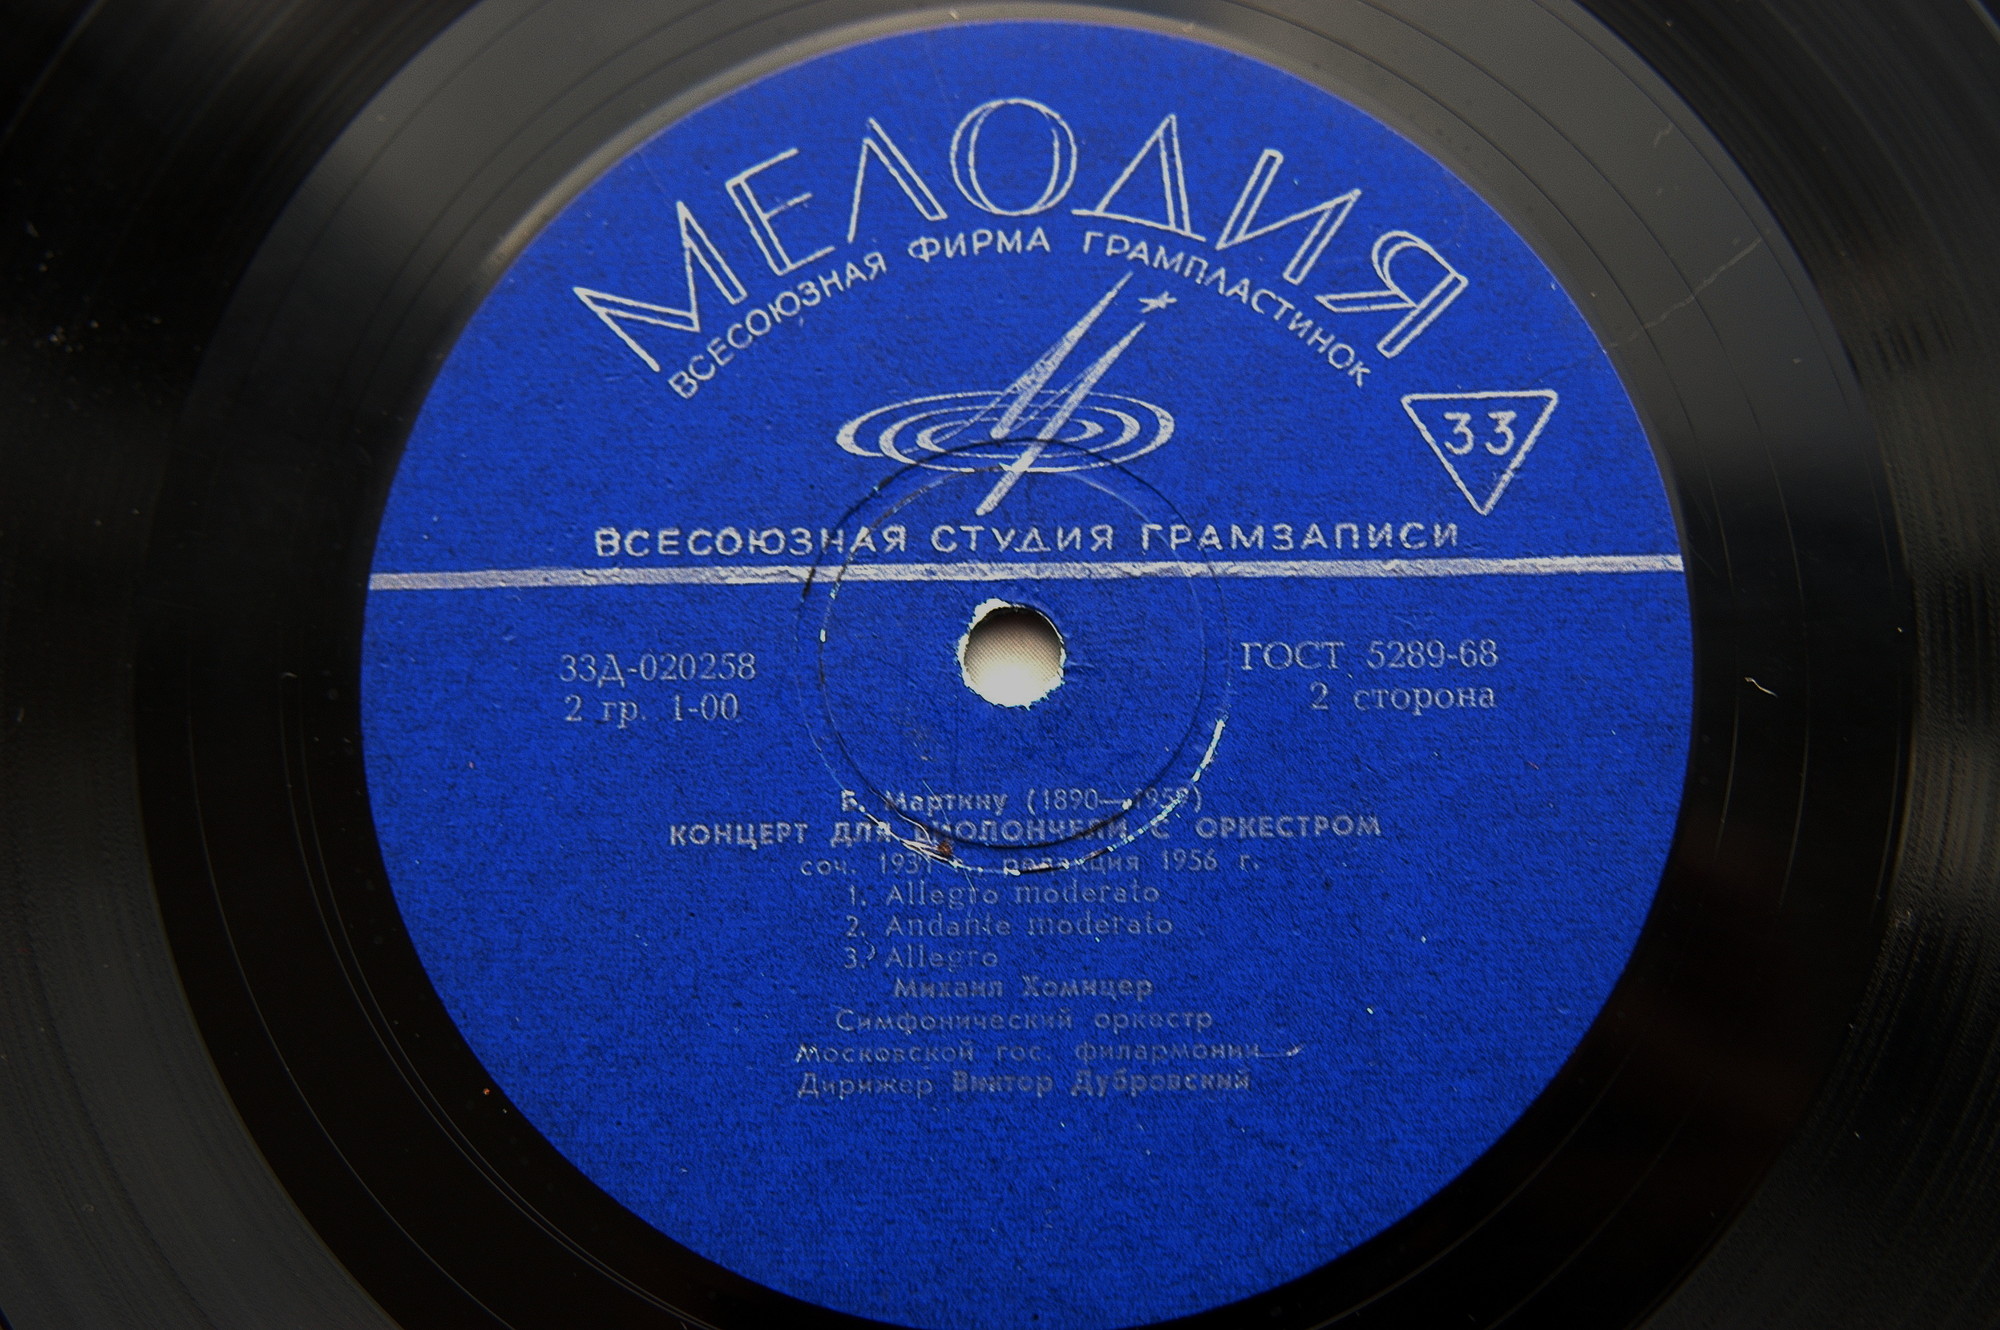 МЕЛОДИЯ
ВСЕСОЮЗНАЯ ФИРМА ГРАМПЛАСТИНОК
33
ВСЕСОЮЗНАЯ СТУДИЯ ГРАМЗАПИСИ
33Д-020258
2 гр. 1-00
ГОСТ 5289-68
2 сторона
Б. Мартину (1890—1959)
КОНЦЕРТ ДЛЯ ВИОЛОНЧЕЛИ С ОРКЕСТРОМ
соч. г., редакция 1956 г.
1. Allegro moderato
2. Andante moderato
3. Allegro
Михаил Хомицер
Симфонический оркестр
Московской гос. филармонии
Дирижер Виктор Дубровский